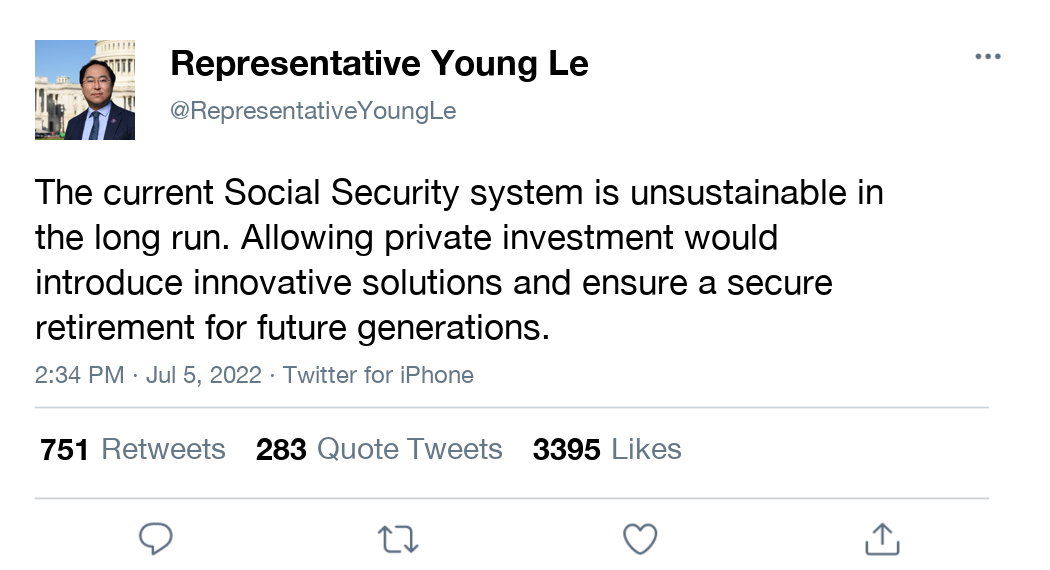 Representative Young Le
@RepresentativeYoungLe
The current Social Security system is unsustainable in
the long run. Allowing private investment would
introduce innovative solutions and ensure a secure
retirement for future generations.
2:34 PM · Jul 5, 2022 · Twitter for iPhone
751 Retweets 283 Quote Tweets 3395 Likes